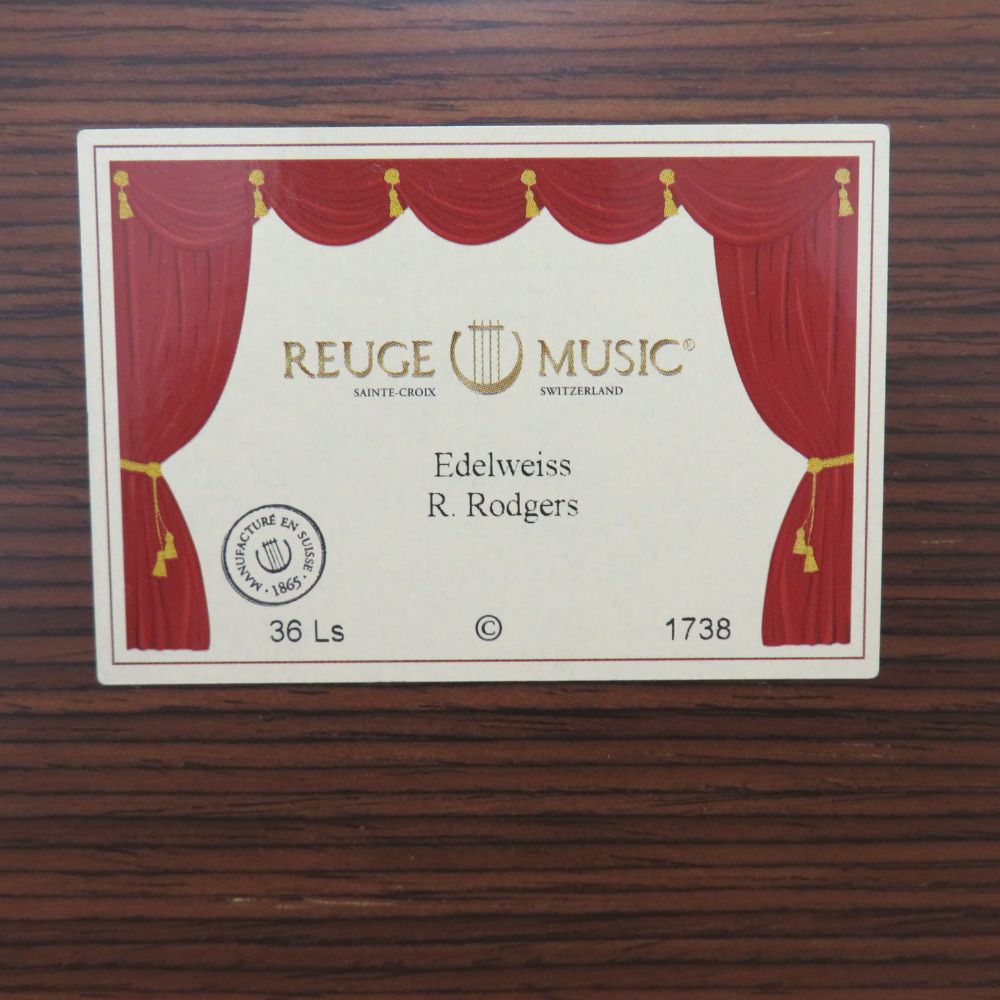 REUGE MUSIC®
SAINTE-CROIX SWITZERLAND
Edelweiss
R. Rodgers
MANUFACTURÉ EN SUISSE · 1865 ·
36 Ls © 1738